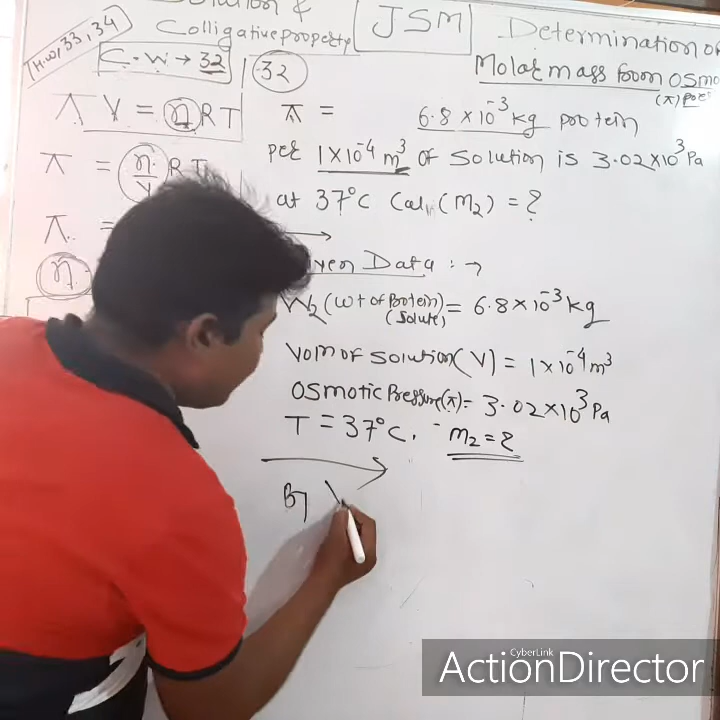 & 
Colligative property
JSM
Determination of
Molar mass from osmo
(π) pre
H.W, 33, 34
C-W → 32
32
π V = n RT
π = n/V RT
π =
n
π = 6.8 × 10⁻³ kg protein
per 1×10⁻⁴ m³ of solution is 3.02×10³ Pa
at 37°C Cal. (M₂) = ?
ven Data : →
W₂ (wt of Protein) = 6.8×10⁻³ kg
(Solute)
Volm of solution (V) = 1×10⁻⁴ m³
Osmotic Pressure (π) = 3.02×10³ Pa
T = 37°C. M₂ = ?
By
CyberLink
ActionDirector